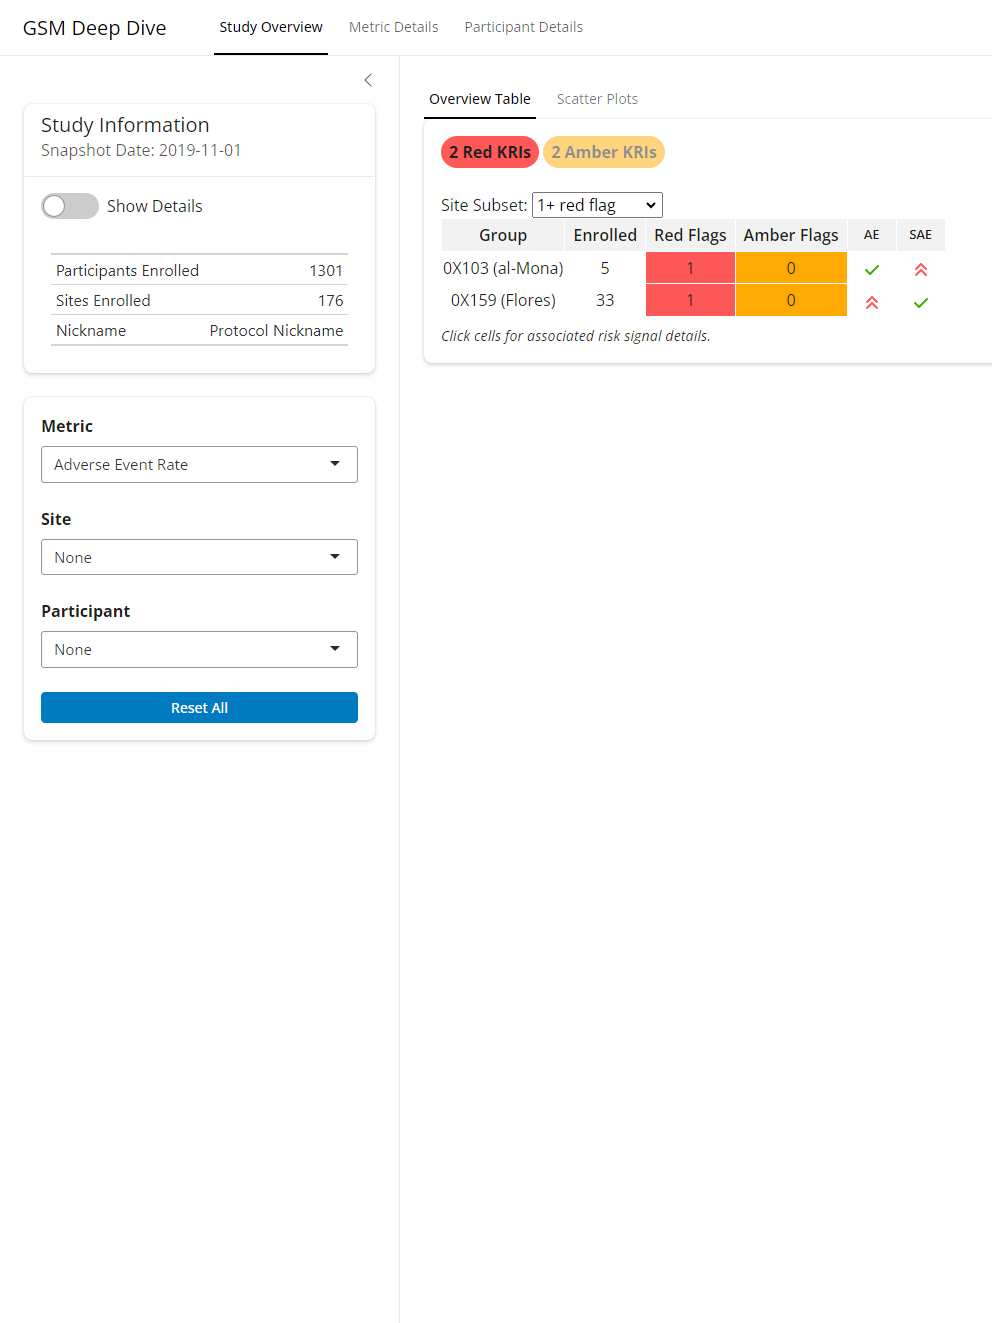 GSM Deep Dive
Study Overview
Metric Details
Participant Details
Study Information
Snapshot Date: 2019-11-01
Show Details
Participants Enrolled 1301
Sites Enrolled 176
Nickname Protocol Nickname
Metric
Adverse Event Rate
Site
None
Participant
None
Reset All
Overview Table
Scatter Plots
2 Red KRIs
2 Amber KRIs
Site Subset: 1+ red flag
Group Enrolled Red Flags Amber Flags AE SAE
0X103 (al-Mona) 5 1 0
0X159 (Flores) 33 1 0
Click cells for associated risk signal details.